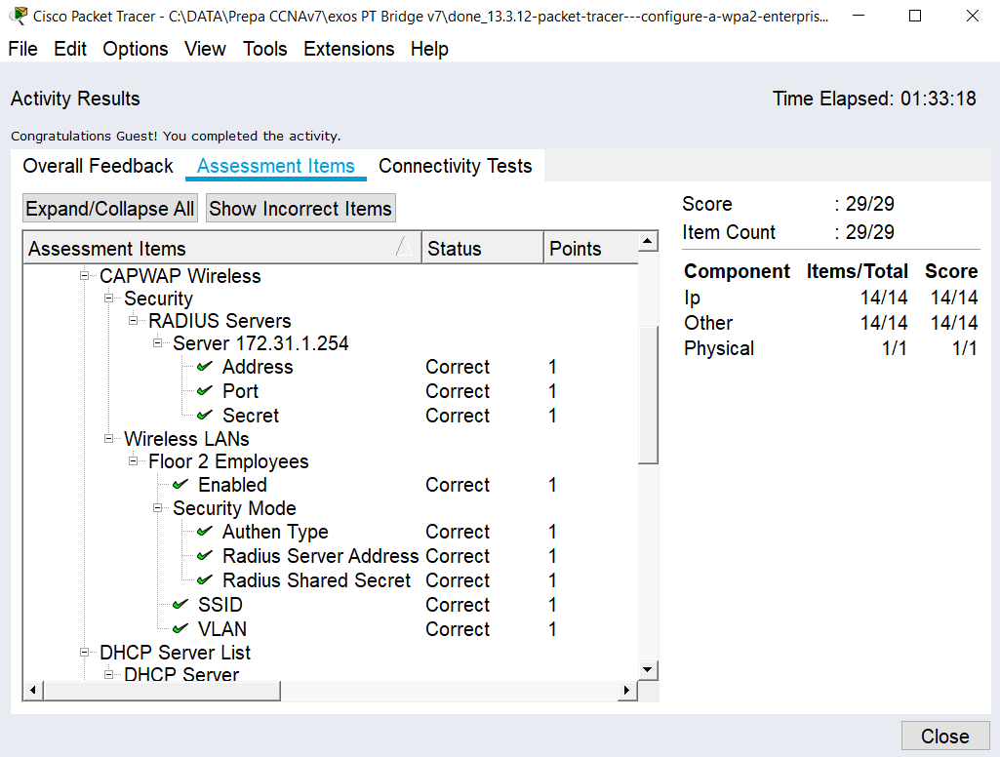 Cisco Packet Tracer - C:\DATA\Prepa CCNAv7\exos PT Bridge v7\done_13.3.12-packet-tracer---configure-a-wpa2-enterpris...
File Edit Options View Tools Extensions Help
Activity Results
Time Elapsed: 01:33:18
Congratulations Guest! You completed the activity.
Overall Feedback Assessment Items Connectivity Tests
Expand/Collapse All Show Incorrect Items
Assessment Items Status Points
CAPWAP Wireless
Security
RADIUS Servers
Server 172.31.1.254
Address Correct 1
Port Correct 1
Secret Correct 1
Wireless LANs
Floor 2 Employees
Enabled Correct 1
Security Mode
Authen Type Correct 1
Radius Server Address Correct 1
Radius Shared Secret Correct 1
SSID Correct 1
VLAN Correct 1
DHCP Server List
DHCP Server
Score : 29/29
Item Count : 29/29
Component Items/Total Score
Ip 14/14 14/14
Other 14/14 14/14
Physical 1/1 1/1
Close